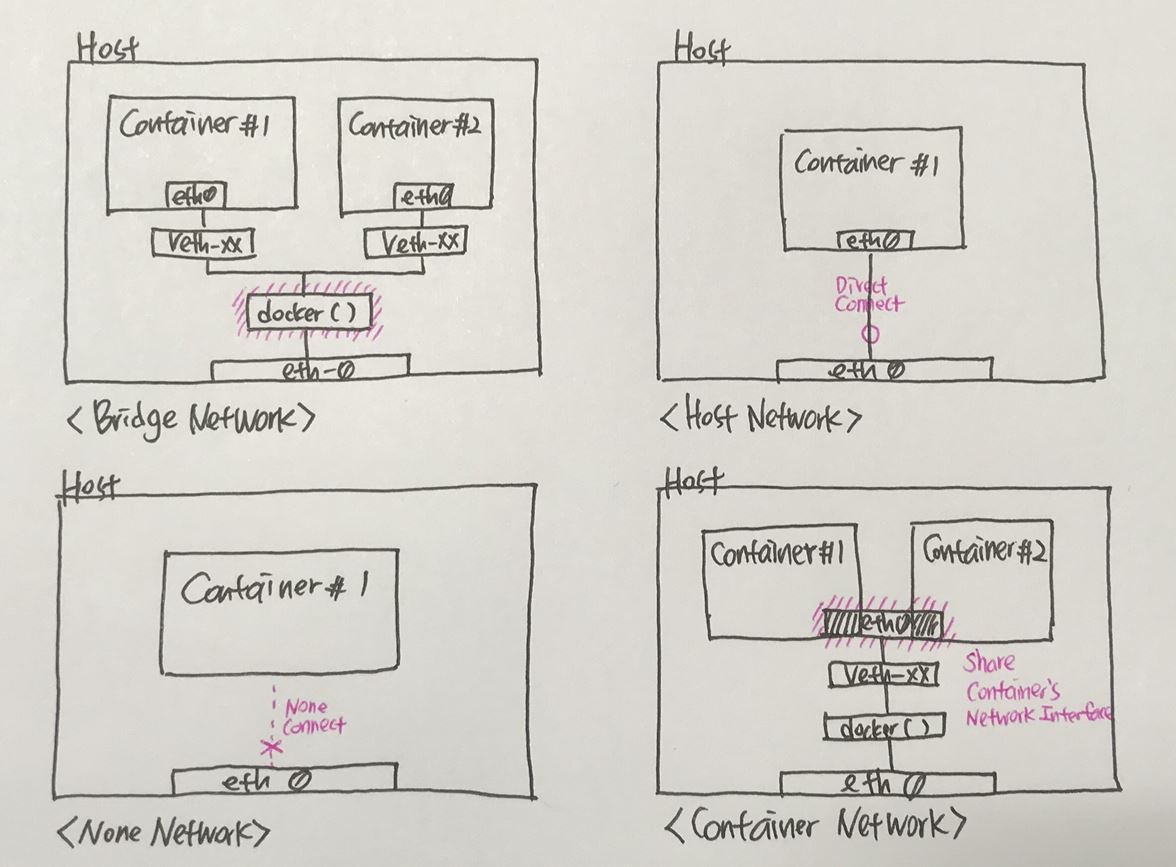 Host
Container #1
Container #2
eth0
eth0
Veth-xx
Veth-xx
docker()
eth-0
<Bridge Network>
Host
Container #1
eth0
Direct
Connect
eth0
<Host Network>
Host
Container # 1
None
Connect
eth 0
<None Network>
Host
Container #1
Container #2
eth0
Veth-xx
Share
Container's
Network Interface
docker()
eth 0
<Container Network>